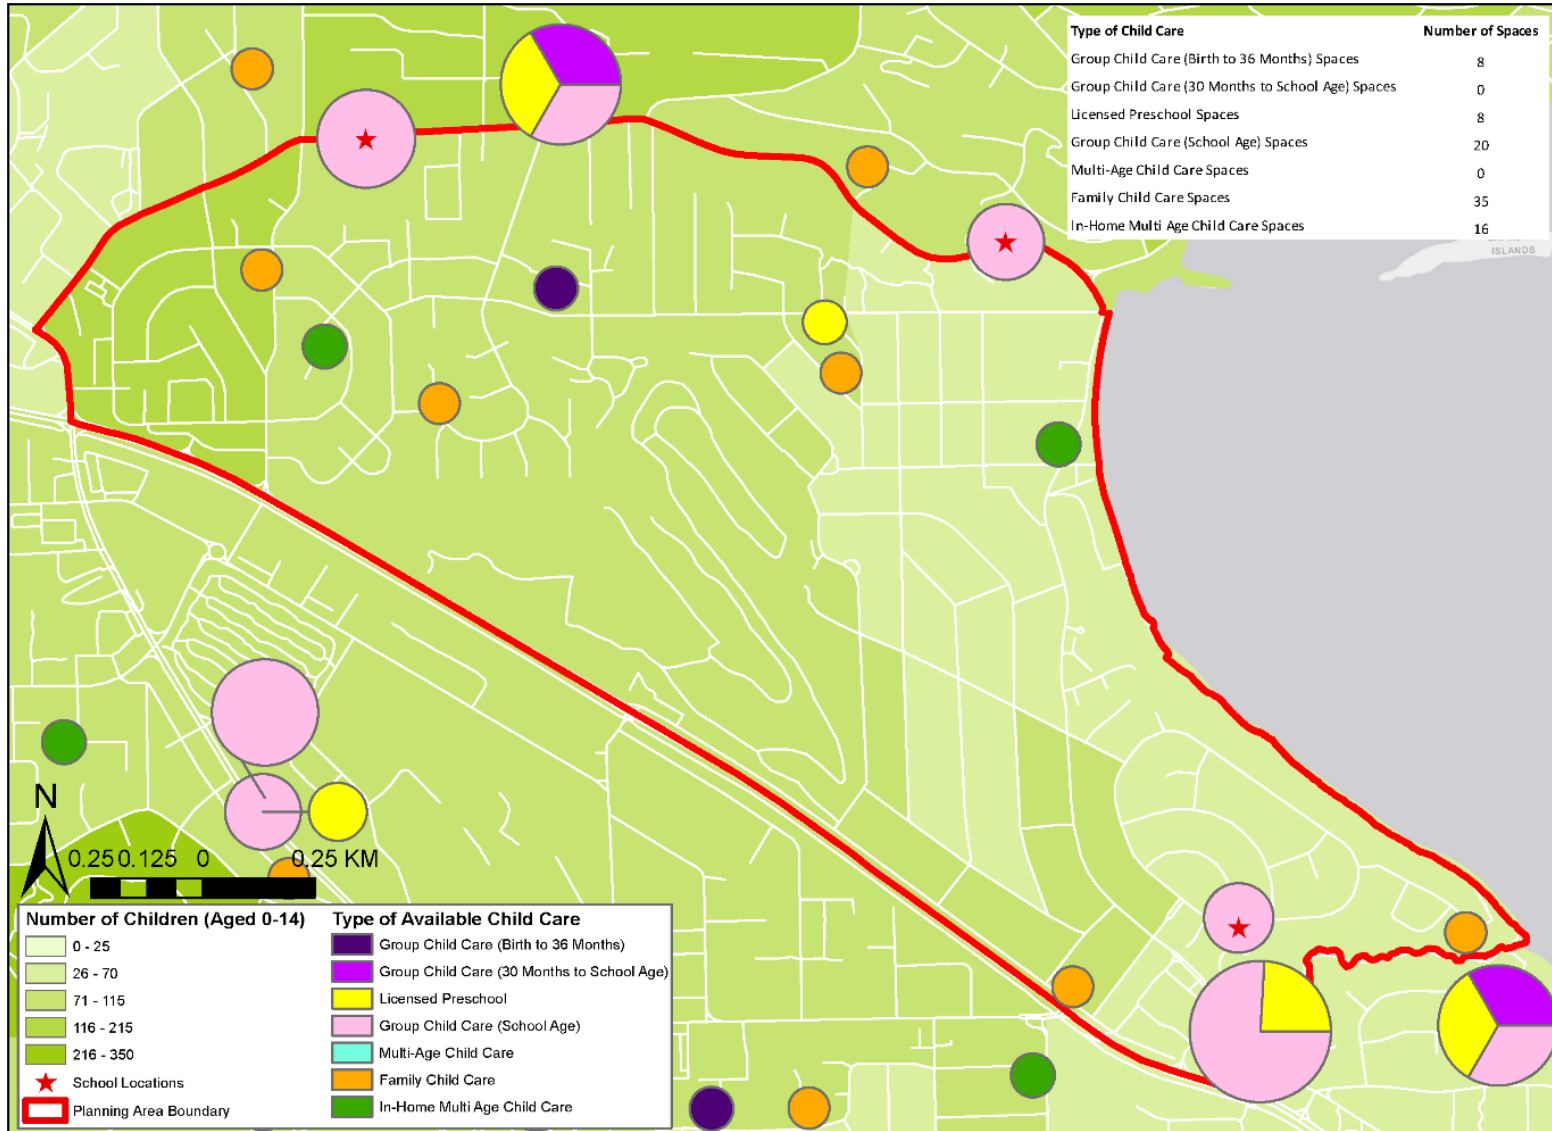 Type of Child Care Number of Spaces
Group Child Care (Birth to 36 Months) Spaces 8
Group Child Care (30 Months to School Age) Spaces 0
Licensed Preschool Spaces 8
Group Child Care (School Age) Spaces 20
Multi-Age Child Care Spaces 0
Family Child Care Spaces 35
In-Home Multi Age Child Care Spaces 16
ISLANDS
N
0.25 0.125 0 0.25 KM
Number of Children (Aged 0-14)
0 - 25
26 - 70
71 - 115
116 - 215
216 - 350
School Locations
Planning Area Boundary
Type of Available Child Care
Group Child Care (Birth to 36 Months)
Group Child Care (30 Months to School Age)
Licensed Preschool
Group Child Care (School Age)
Multi-Age Child Care
Family Child Care
In-Home Multi Age Child Care